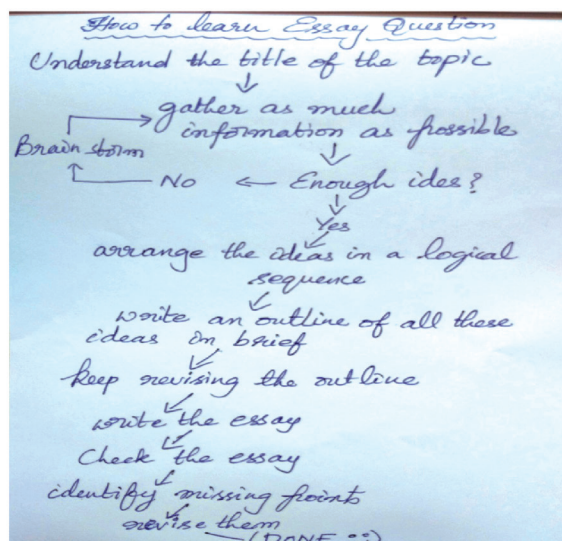 How to learn Essay Question
Understand the title of the topic
gather as much
information as possible
Brain storm
No
Enough ides?
Yes
arrange the ideas in a logical
sequence
write an outline of all these
ideas in brief
keep revising the outline
write the essay
Check the essay
identify missing points
revise them
(DONE